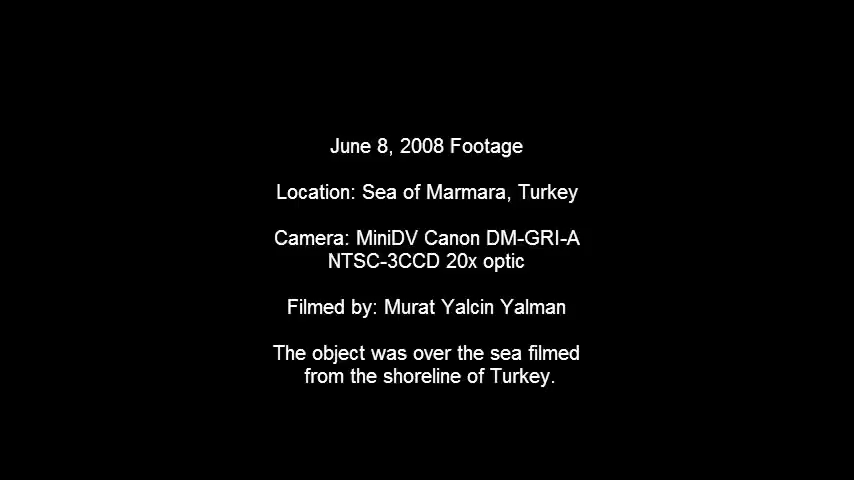 June 8, 2008 Footage
Location: Sea of Marmara, Turkey
Camera: MiniDV Canon DM-GRI-A
NTSC-3CCD 20x optic
Filmed by: Murat Yalcin Yalman
The object was over the sea filmed
from the shoreline of Turkey.